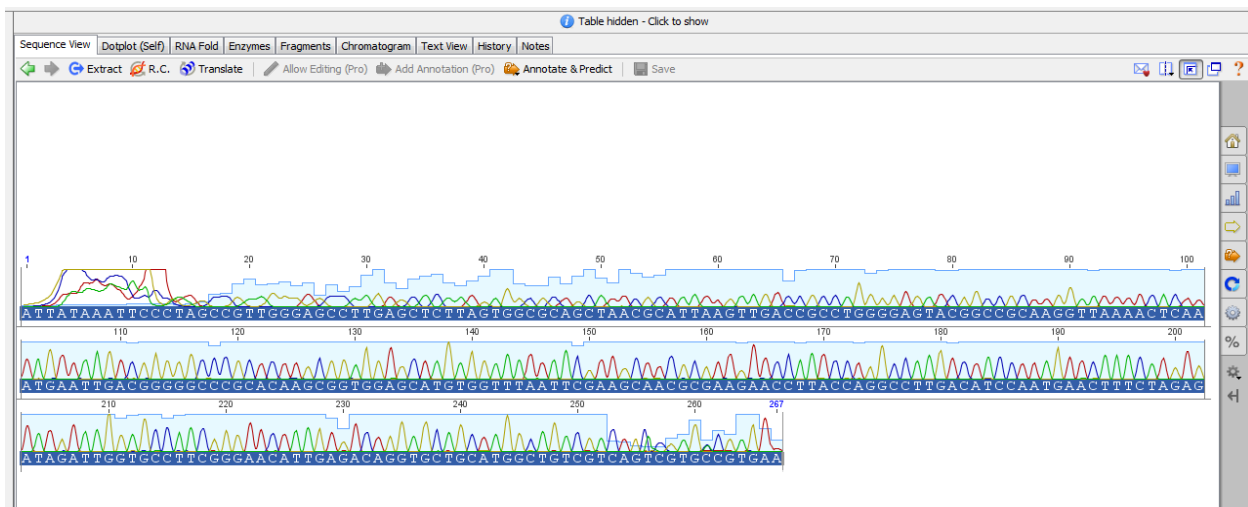 Table hidden - Click to show
Sequence View Dotplot (Self) RNA Fold Enzymes Fragments Chromatogram Text View History Notes
Extract R.C. Translate Allow Editing (Pro) Add Annotation (Pro) Annotate & Predict Save
1 10 20 30 40 50 60 70 80 90 100
ATTATAAATTCCCTAGCCGTTGGGAGCCTTGAGCTCTTAGTGGCGCAGCTAACGCATTAAGTTGACCGCCTGGGGAGTACGGCCGCAAGGTTAAAACTCAA
110 120 130 140 150 160 170 180 190 200
ATGAATTGACGGGGGCCCGCACAAGCGGTGGAGCATGTGGTTTAATTCGAAGCAACGCGAAGAACCTTACCAGGCCTTGACATCCAATGAACTTTCTAGAG
210 220 230 240 250 260 267
ATAGATTGGTGCCTTCGGGAACATTGAGACAGGTGCTGCATGGCTGTCGTCAGTCGTGCCGTGAA